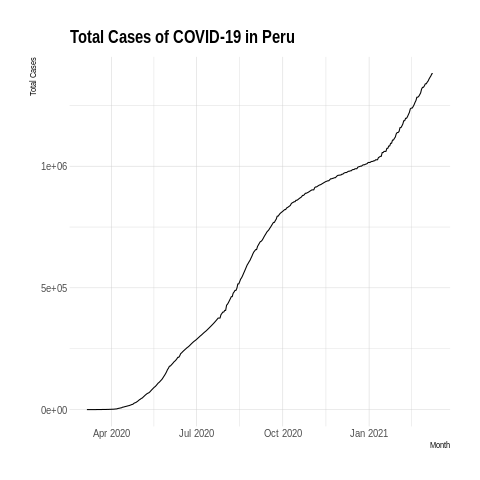 Total Cases of COVID-19 in Peru
Total Cases
1e+06
5e+05
0e+00
Apr 2020
Jul 2020
Oct 2020
Jan 2021
Month